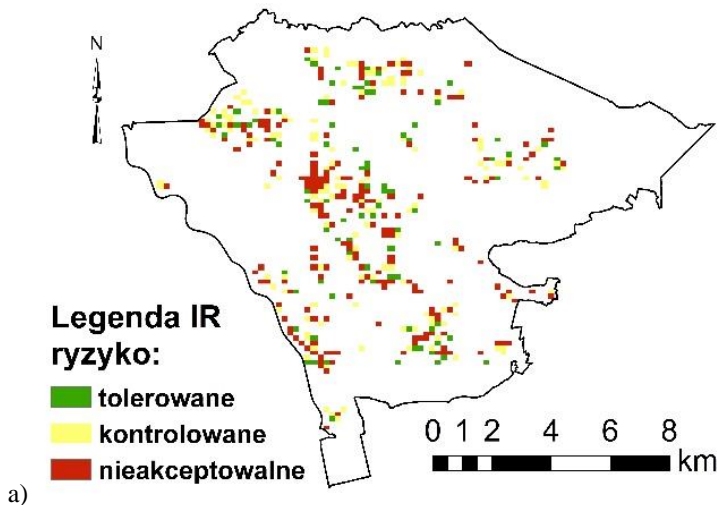 N
Legenda IR
ryzyko:
tolerowane
kontrolowane
nieakceptowalne
0 1 2 4 6 8
km
a)